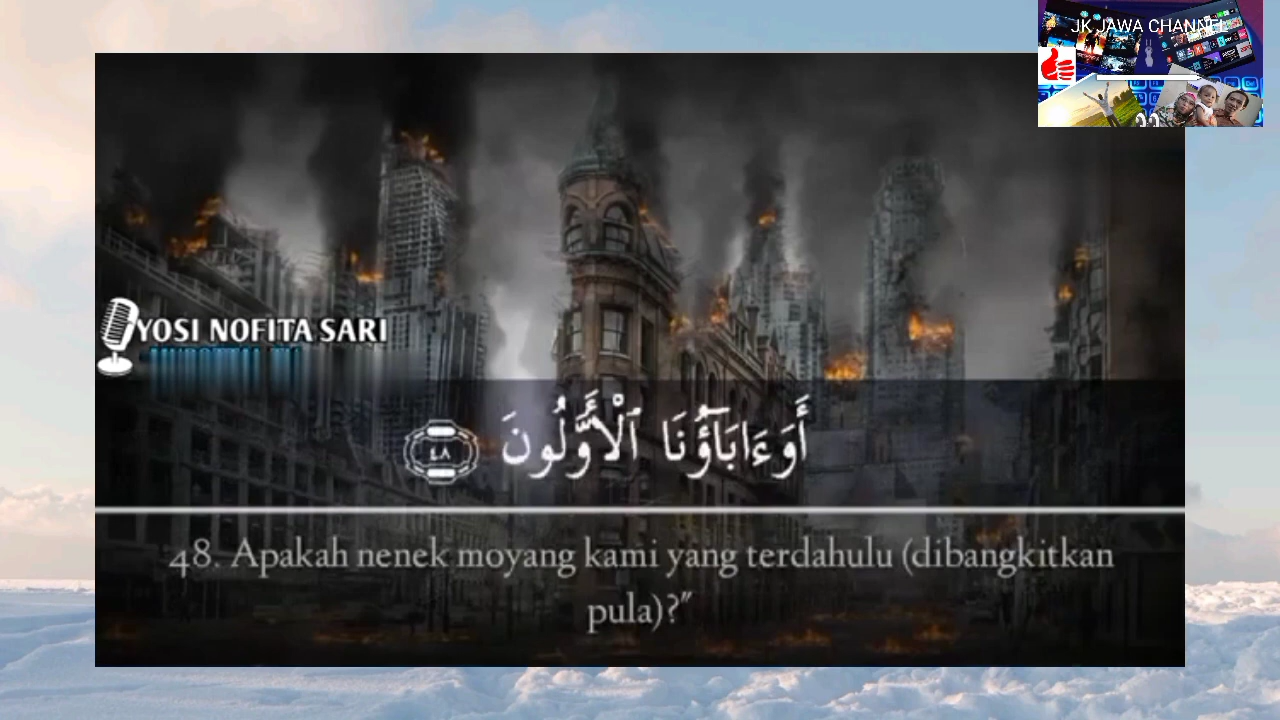 JK JAWA CHANNEL
YOSI NOFITA SARI
أَوَءَابَآؤُنَا ٱلْأَوَّلُونَ ٤٨
48. Apakah nenek moyang kami yang terdahulu (dibangkitkan
pula)?”